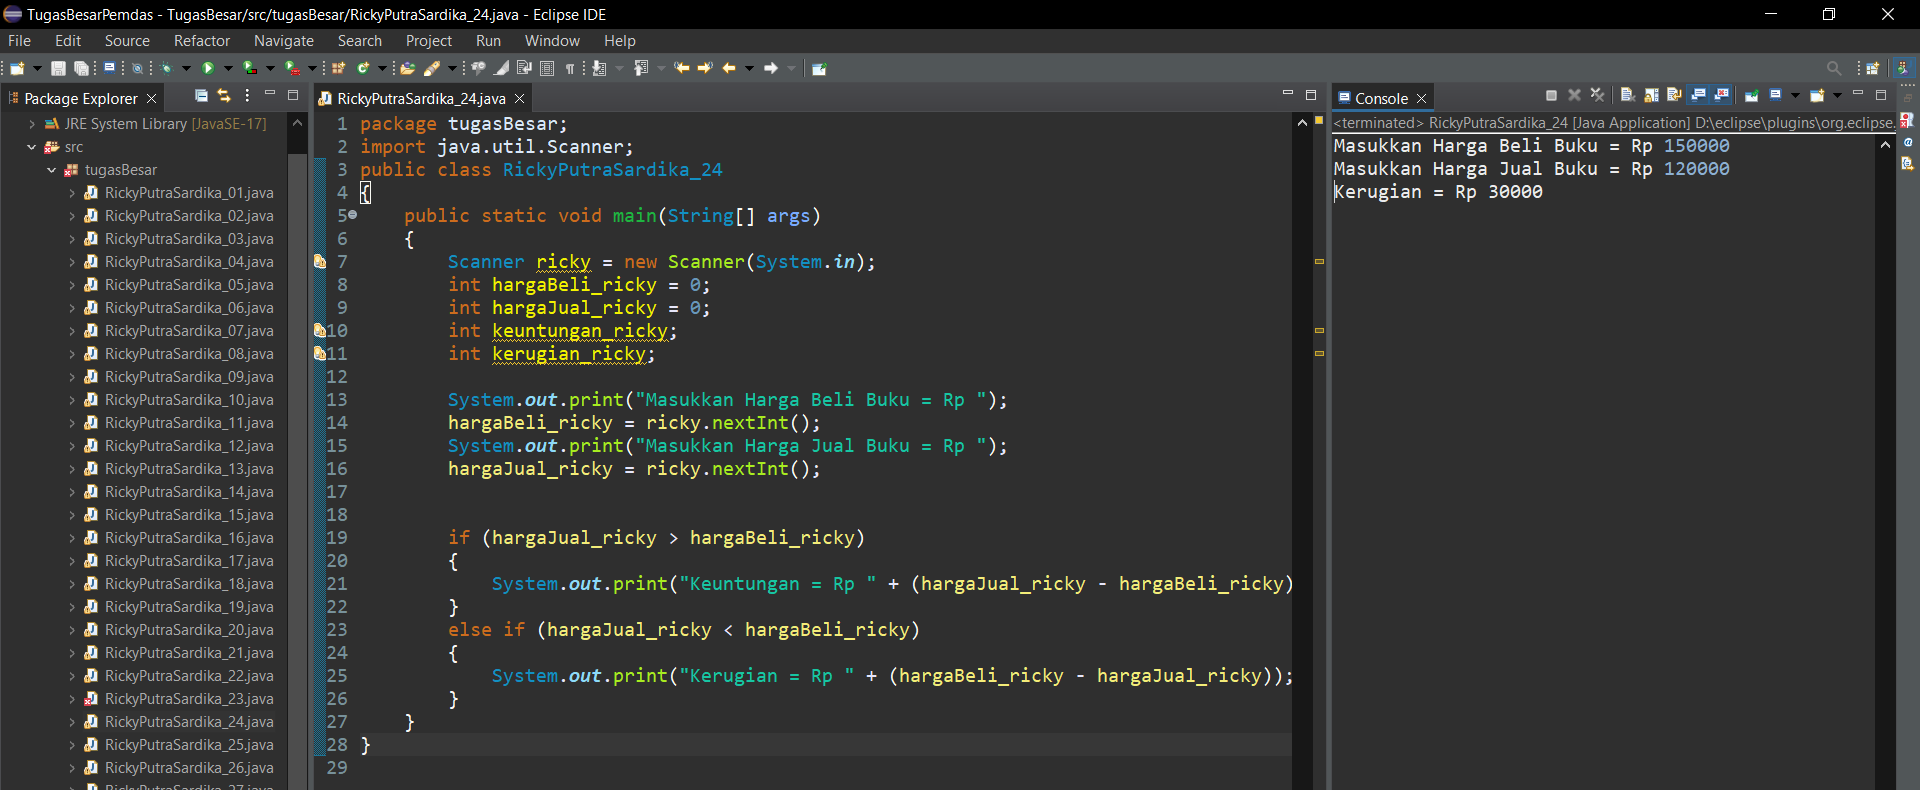 TugasBesarPemdas - TugasBesar/src/tugasBesar/RickyPutraSardika_24.java - Eclipse IDE
File Edit Source Refactor Navigate Search Project Run Window Help
Package Explorer
JRE System Library [JavaSE-17]
src
tugasBesar
RickyPutraSardika_01.java
RickyPutraSardika_02.java
RickyPutraSardika_03.java
RickyPutraSardika_04.java
RickyPutraSardika_05.java
RickyPutraSardika_06.java
RickyPutraSardika_07.java
RickyPutraSardika_08.java
RickyPutraSardika_09.java
RickyPutraSardika_10.java
RickyPutraSardika_11.java
RickyPutraSardika_12.java
RickyPutraSardika_13.java
RickyPutraSardika_14.java
RickyPutraSardika_15.java
RickyPutraSardika_16.java
RickyPutraSardika_17.java
RickyPutraSardika_18.java
RickyPutraSardika_19.java
RickyPutraSardika_20.java
RickyPutraSardika_21.java
RickyPutraSardika_22.java
RickyPutraSardika_23.java
RickyPutraSardika_24.java
RickyPutraSardika_25.java
RickyPutraSardika_26.java
RickyPutraSardika_24.java
1 package tugasBesar;
2 import java.util.Scanner;
3 public class RickyPutraSardika_24
4 {
5     public static void main(String[] args)
6     {
7         Scanner ricky = new Scanner(System.in);
8         int hargaBeli_ricky = 0;
9         int hargaJual_ricky = 0;
10         int keuntungan_ricky;
11         int kerugian_ricky;
12
13         System.out.print("Masukkan Harga Beli Buku = Rp ");
14         hargaBeli_ricky = ricky.nextInt();
15         System.out.print("Masukkan Harga Jual Buku = Rp ");
16         hargaJual_ricky = ricky.nextInt();
17
18
19         if (hargaJual_ricky > hargaBeli_ricky)
20         {
21             System.out.print("Keuntungan = Rp " + (hargaJual_ricky - hargaBeli_ricky)
22         }
23         else if (hargaJual_ricky < hargaBeli_ricky)
24         {
25             System.out.print("Kerugian = Rp " + (hargaBeli_ricky - hargaJual_ricky));
26         }
27     }
28 }
29
Console
<terminated> RickyPutraSardika_24 [Java Application] D:\eclipse\plugins\org.eclipse.
Masukkan Harga Beli Buku = Rp 150000
Masukkan Harga Jual Buku = Rp 120000
Kerugian = Rp 30000